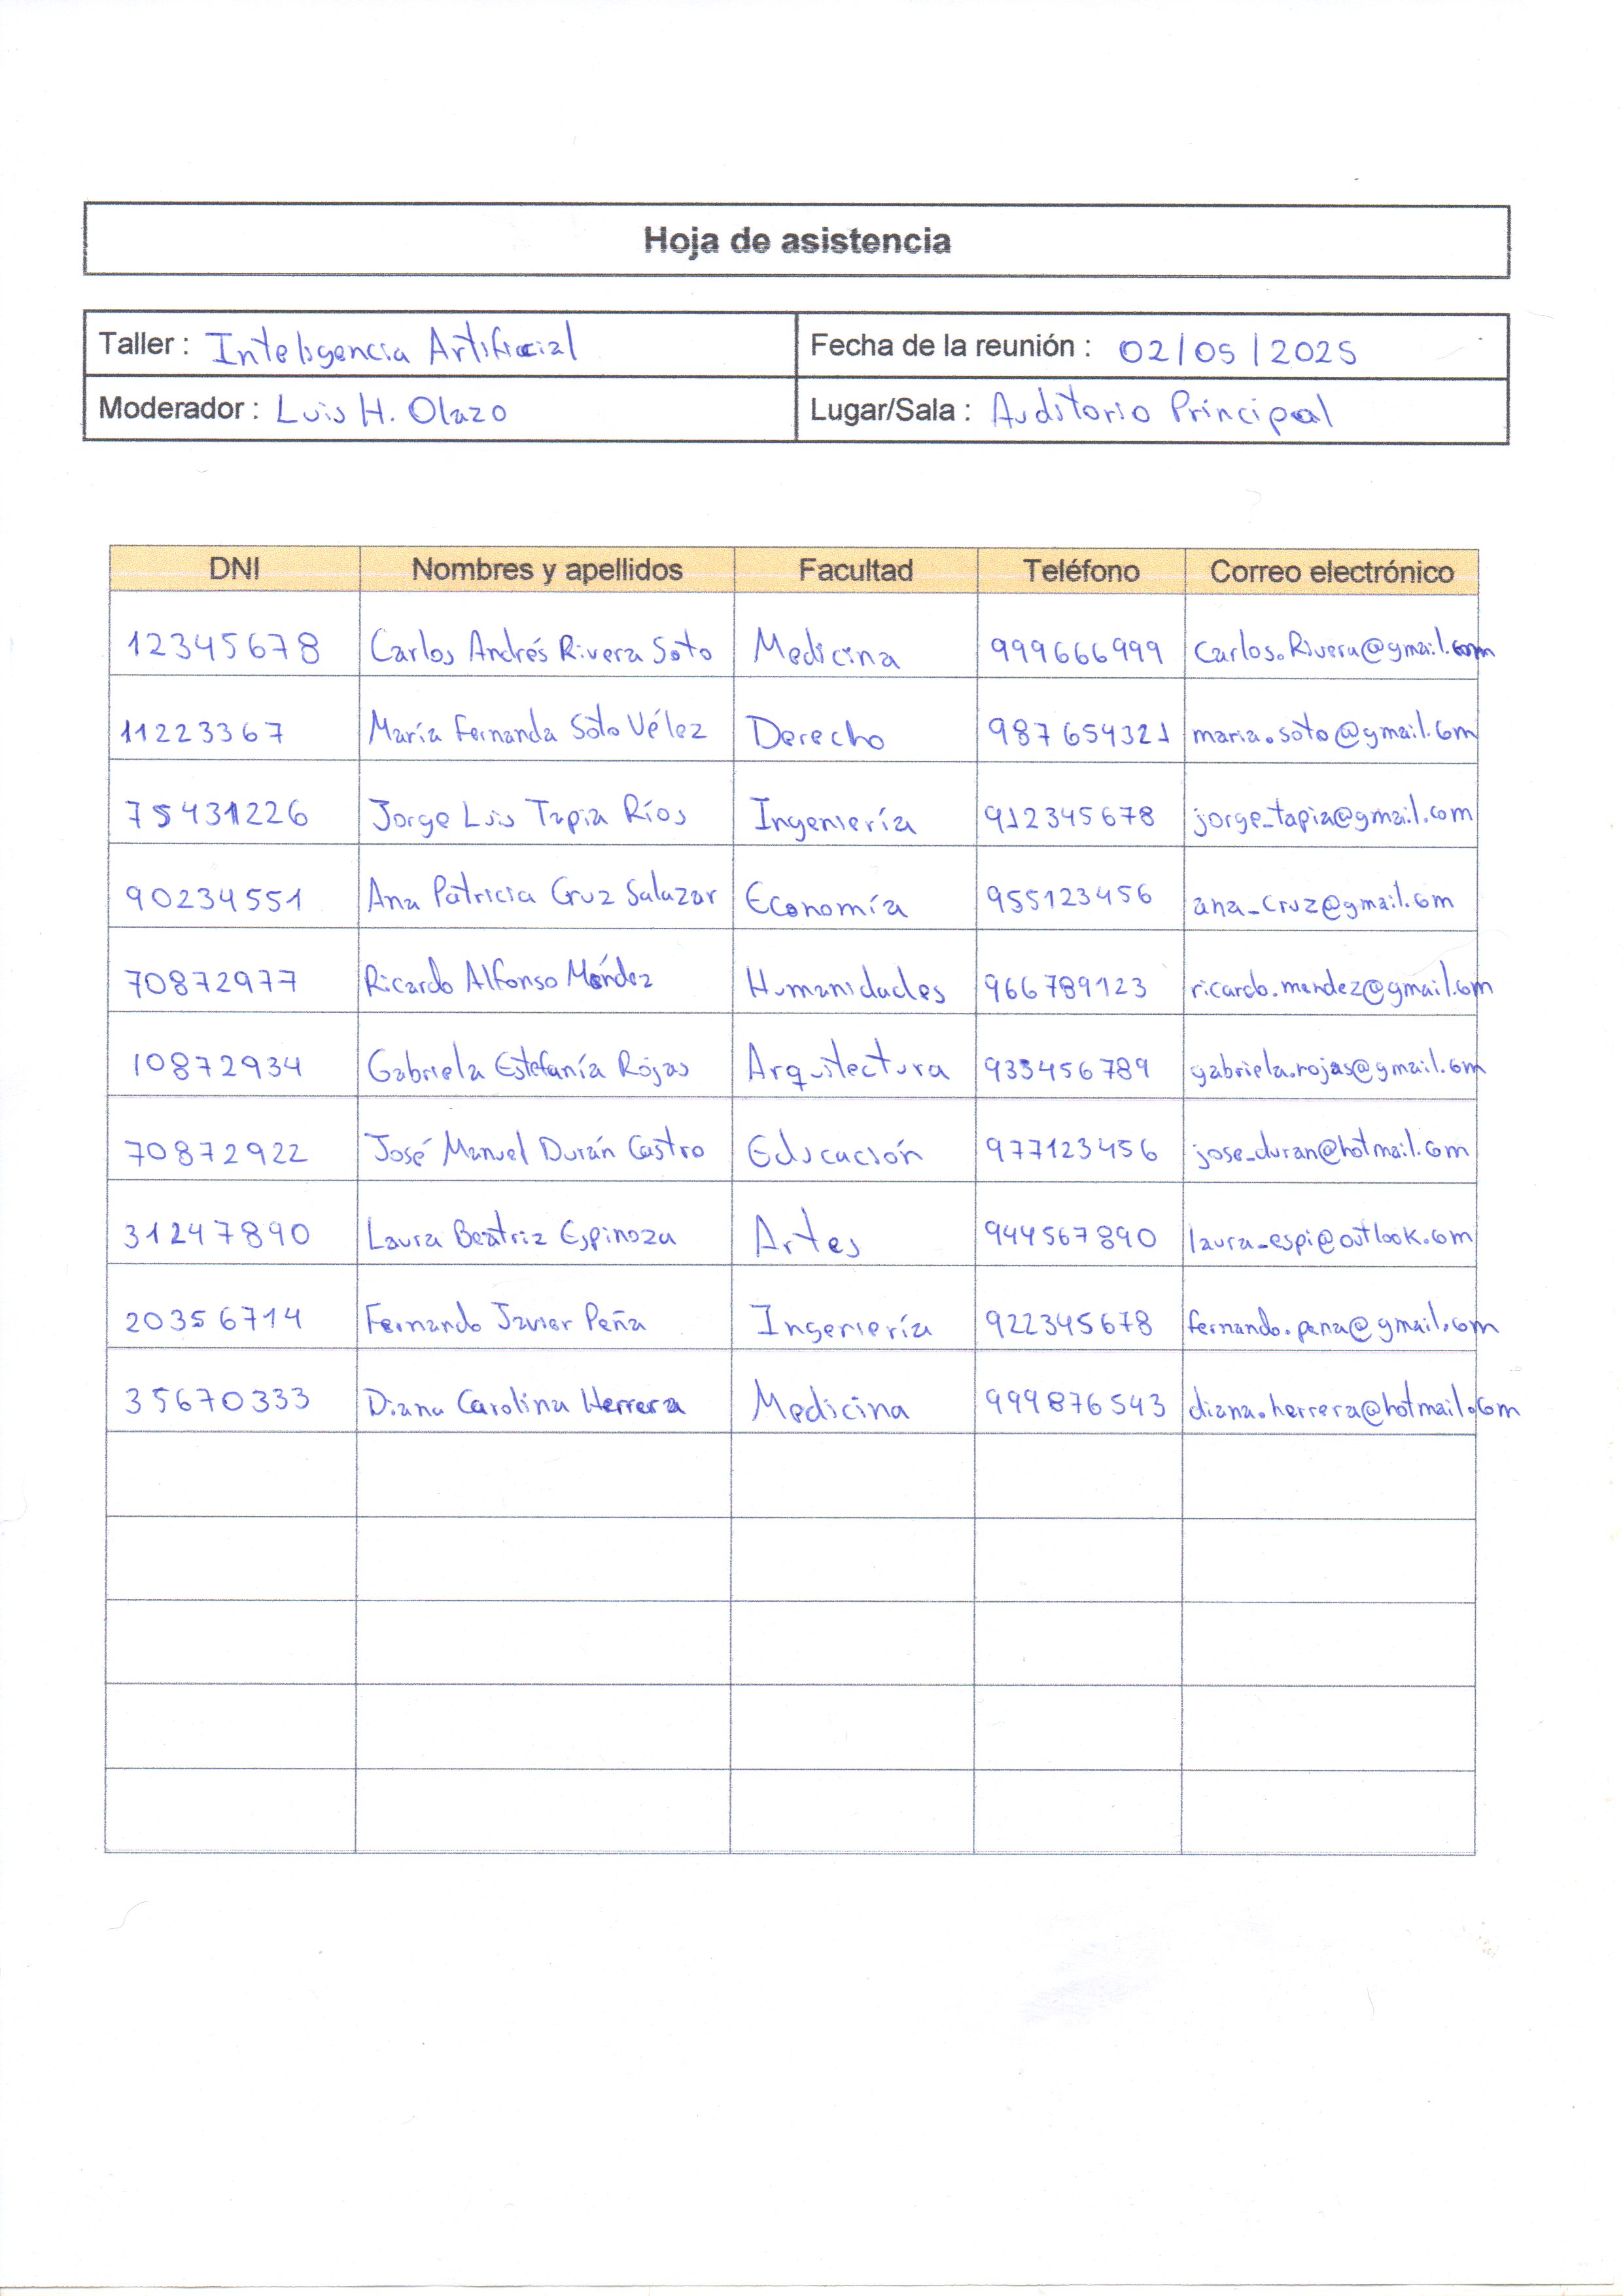 Hoja de asistencia
Taller : Inteligencia Artificial Fecha de la reunión : 02/05/2025
Moderador : Luis H. Olazo Lugar/Sala : Auditorio Principal
DNI Nombres y apellidos Facultad Teléfono Correo electrónico
12345678 Carlos Andrés Rivera Soto Medicina 999666999 Carlos.Rivera@gmail.com
11223367 María Fernanda Soto Vélez Derecho 987654321 maria.soto@gmail.com
75431226 Jorge Luis Tapia Ríos Ingeniería 912345678 jorge_tapia@gmail.com
90234551 Ana Patricia Cruz Salazar Economía 955123456 ana_cruz@gmail.com
70872977 Ricardo Alfonso Méndez Humanidades 966789123 ricardo.mendez@gmail.com
10872934 Gabriela Estefanía Rojas Arquitectura 933456789 gabriela.rojas@gmail.com
70872922 José Manuel Durán Castro Educación 977123456 jose_duran@hotmail.com
31247890 Laura Beatriz Espinoza Artes 944567890 laura_espi@outlook.com
20356714 Fernando Javier Peña Ingeniería 922345678 fernando.pena@gmail.com
35670333 Diana Carolina Herrera Medicina 999876543 diana.herrera@hotmail.com